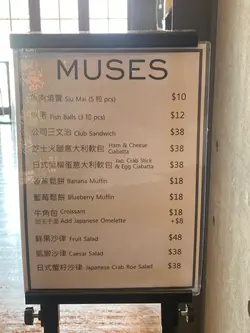 MUSES
魚肉燒賣 Siu Mai (5 粒 pcs) $10
魚蛋 Fish Balls (3 粒 pcs) $12
公司三文治 Club Sandwich $38
芝士火腿意大利軟包 Ham & Cheese Ciabatta $38
日式蟹柳蛋意大利軟包 Jap. Crab Stick & Egg Ciabatta $38
香蕉鬆餅 Banana Muffin $18
藍莓鬆餅 Blueberry Muffin $18
牛角包 Croissant $18
加玉子燒 Add Japanese Omelette +$8
鮮果沙律 Fruit Salad $48
凱撒沙律 Caesar Salad $38
日式蟹籽沙律 Japanese Crab Roe Salad $38